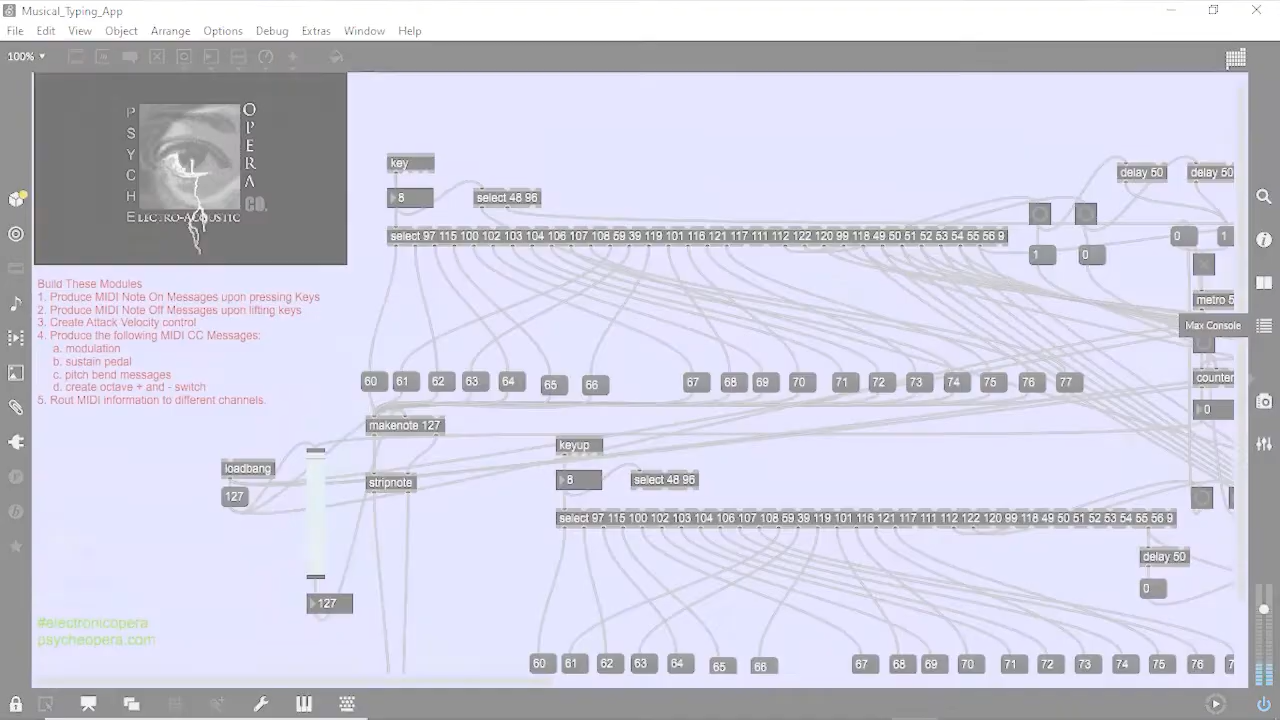 Musical_Typing_App
File Edit View Object Arrange Options Debug Extras Window Help
100%
PSYCHE
OPERA
CO.
ELECTRO-ACOUSTIC
key
8
select 48 96
select 97 115 100 102 103 104 106 107 108 59 39 119 101 116 121 117 111 112 122 120 99 118 49 50 51 52 53 54 55 56 9
delay 50
delay 50
1
0
0
1
metro 5
Max Console
counter
0
Build These Modules
1. Produce MIDI Note On Messages upon pressing Keys
2. Produce MIDI Note Off Messages upon lifting keys
3. Create Attack Velocity control
4. Produce the following MIDI CC Messages:
a. modulation
b. sustain pedal
c. pitch bend messages
d. create octave + and - switch
5. Rout MIDI information to different channels.
60 61 62 63 64 65 66 67 68 69 70 71 72 73 74 75 76 77
makenote 127
loadbang
127
stripnote
127
keyup
8
select 48 96
select 97 115 100 102 103 104 106 107 108 59 39 119 101 116 121 117 111 112 122 120 99 118 49 50 51 52 53 54 55 56 9
delay 50
0
#electronicopera
psycheopera.com
60 61 62 63 64 65 66 67 68 69 70 71 72 73 74 75 76 7